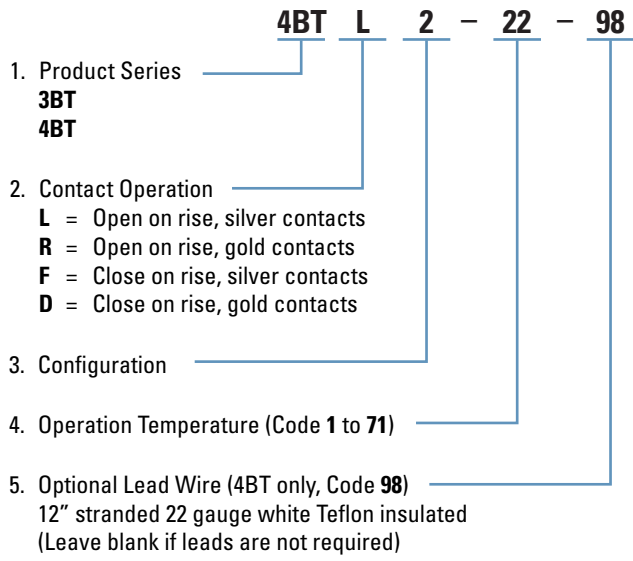 4BT L 2 – 22 – 98
1. Product Series
3BT
4BT
2. Contact Operation
L = Open on rise, silver contacts
R = Open on rise, gold contacts
F = Close on rise, silver contacts
D = Close on rise, gold contacts
3. Configuration
4. Operation Temperature (Code 1 to 71)
5. Optional Lead Wire (4BT only, Code 98)
12” stranded 22 gauge white Teflon insulated
(Leave blank if leads are not required)